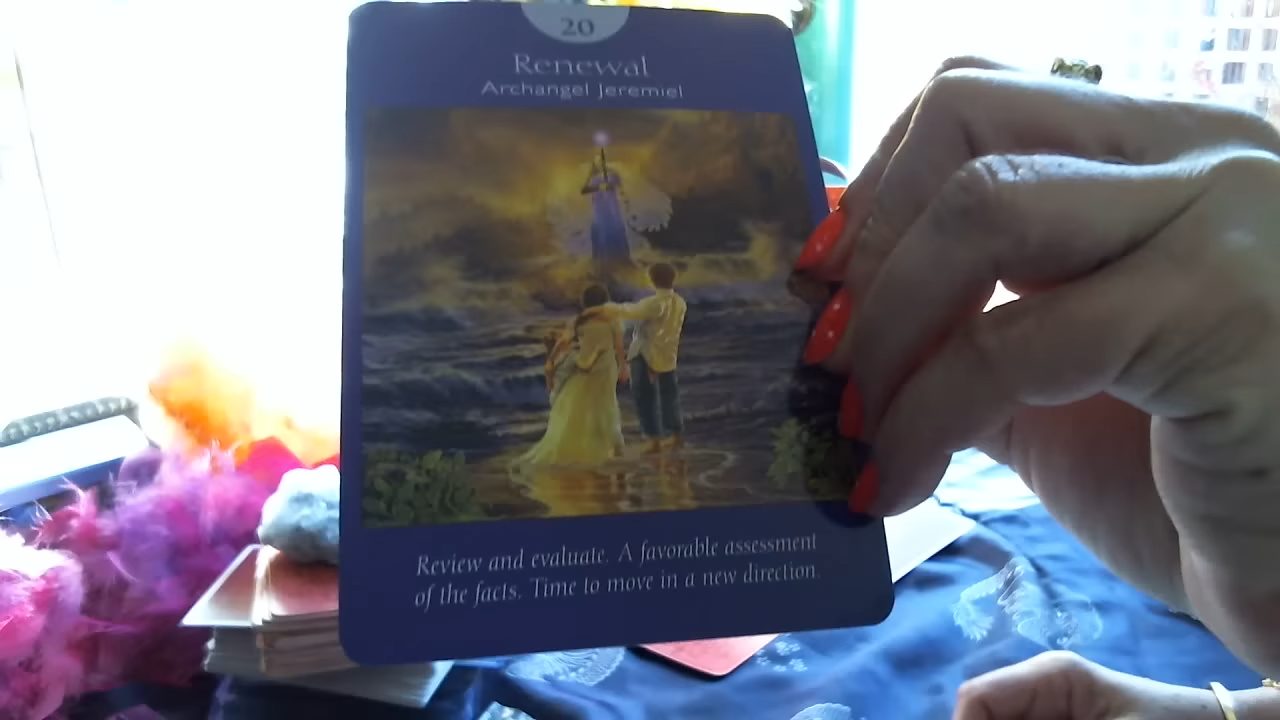 20
Renewal
Archangel Jeremiel
Review and evaluate. A favorable assessment
of the facts. Time to move in a new direction.